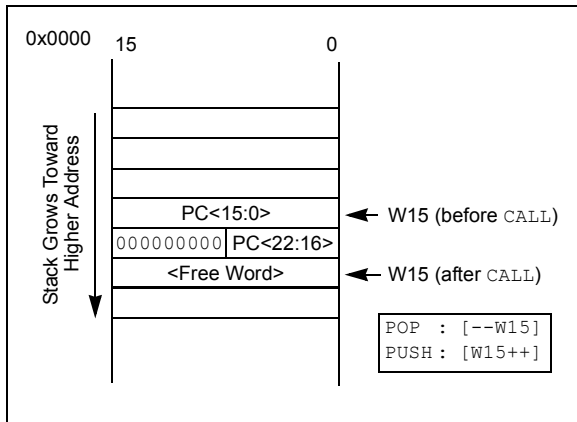 0x0000
15 0
Stack Grows Toward
Higher Address
PC<15:0>
W15 (before CALL)
000000000 PC<22:16>
<Free Word>
W15 (after CALL)
POP : [--W15]
PUSH : [W15++]